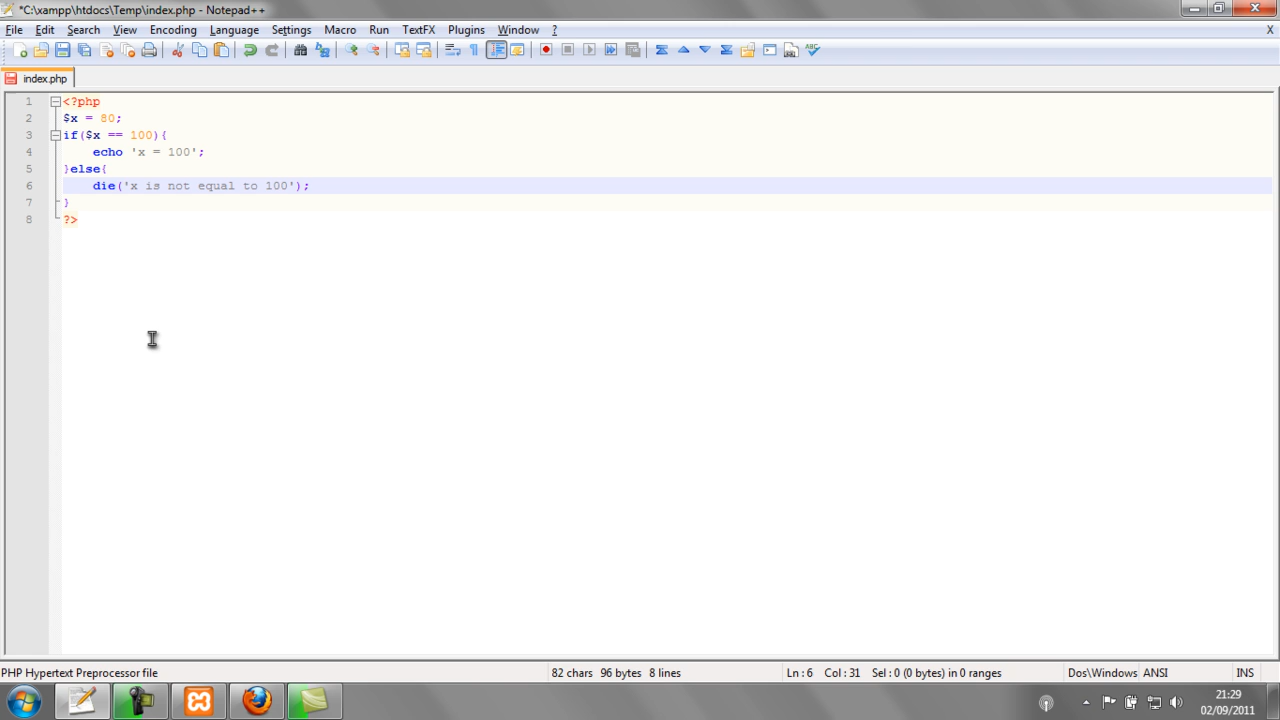 *C:\xampp\htdocs\Temp\index.php - Notepad++
File Edit Search View Encoding Language Settings Macro Run TextFX Plugins Window ? X
index.php
1 <?php
2 $x = 80;
3 if($x == 100){
4 echo 'x = 100';
5 }else{
6 die('x is not equal to 100');
7 }
8 ?>
PHP Hypertext Preprocessor file 82 chars 96 bytes 8 lines Ln : 6 Col : 31 Sel : 0 (0 bytes) in 0 ranges Dos\Windows ANSI INS
21:29
02/09/2011